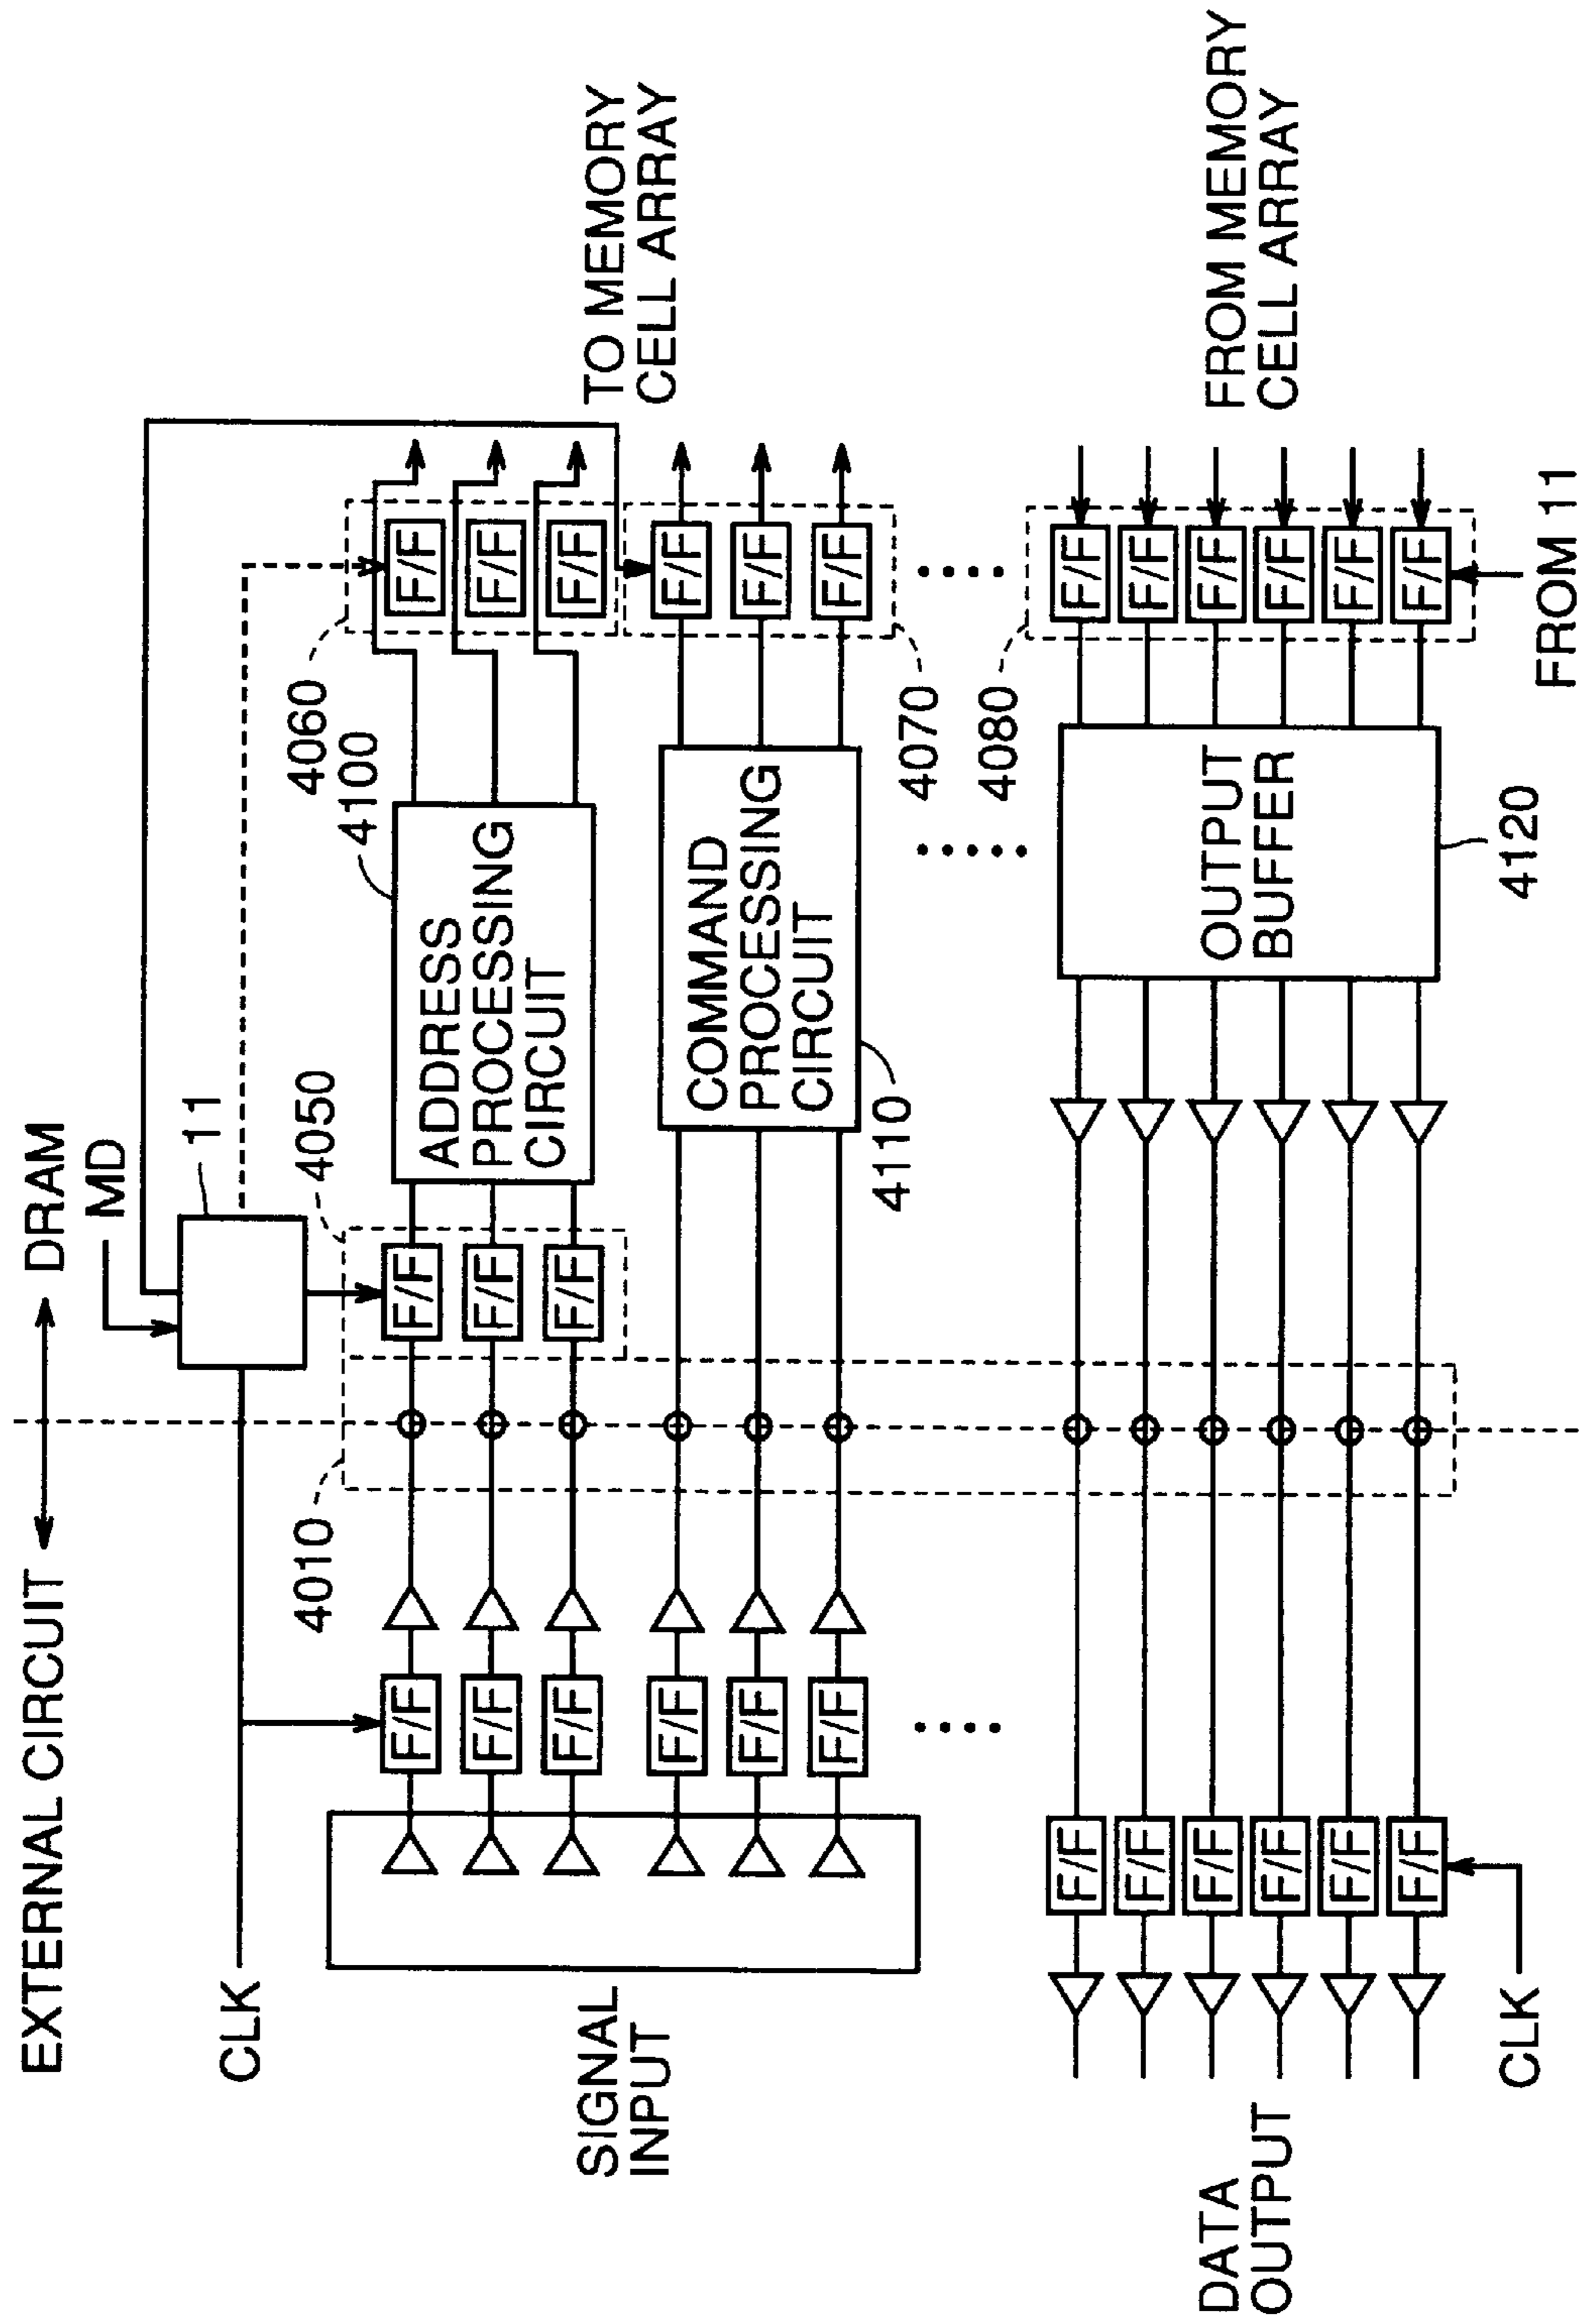 EXTERNAL CIRCUIT
DRAM
MD
11
CLK
4010
4050
4060
4100
F/F
F/F
F/F
F/F
F/F
F/F
F/F
F/F
F/F
ADDRESS
PROCESSING
CIRCUIT
TO MEMORY
CELL ARRAY
SIGNAL
INPUT
F/F
F/F
F/F
COMMAND
PROCESSING
CIRCUIT
F/F
F/F
F/F
4110
4070
4080
F/F
F/F
F/F
F/F
F/F
F/F
OUTPUT
BUFFER
F/F
F/F
F/F
F/F
F/F
F/F
FROM MEMORY
CELL ARRAY
DATA
OUTPUT
CLK
4120
FROM 11